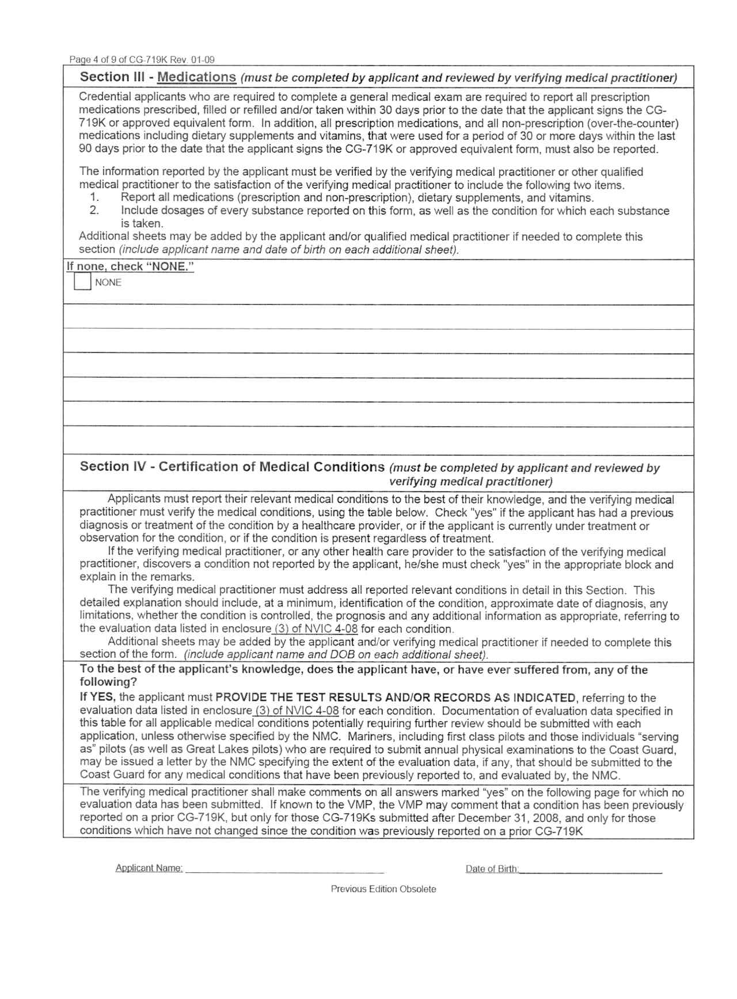 Page 4 of 9 of CG-719K Rev. 01-09
Section III - Medications (must be completed by applicant and reviewed by verifying medical practitioner)
Credential applicants who are required to complete a general medical exam are required to report all prescription
medications prescribed, filled or refilled and/or taken within 30 days prior to the date that the applicant signs the CG-
719K or approved equivalent form. In addition, all prescription medications, and all non-prescription (over-the-counter)
medications including dietary supplements and vitamins, that were used for a period of 30 or more days within the last
90 days prior to the date that the applicant signs the CG-719K or approved equivalent form, must also be reported.
The information reported by the applicant must be verified by the verifying medical practitioner or other qualified
medical practitioner to the satisfaction of the verifying medical practitioner to include the following two items.
1. Report all medications (prescription and non-prescription), dietary supplements, and vitamins.
2. Include dosages of every substance reported on this form, as well as the condition for which each substance
is taken.
Additional sheets may be added by the applicant and/or qualified medical practitioner if needed to complete this
section (include applicant name and date of birth on each additional sheet).
If none, check “NONE.”
NONE
Section IV - Certification of Medical Conditions (must be completed by applicant and reviewed by
verifying medical practitioner)
Applicants must report their relevant medical conditions to the best of their knowledge, and the verifying medical
practitioner must verify the medical conditions, using the table below. Check "yes" if the applicant has had a previous
diagnosis or treatment of the condition by a healthcare provider, or if the applicant is currently under treatment or
observation for the condition, or if the condition is present regardless of treatment.
If the verifying medical practitioner, or any other health care provider to the satisfaction of the verifying medical
practitioner, discovers a condition not reported by the applicant, he/she must check "yes" in the appropriate block and
explain in the remarks.
The verifying medical practitioner must address all reported relevant conditions in detail in this Section. This
detailed explanation should include, at a minimum, identification of the condition, approximate date of diagnosis, any
limitations, whether the condition is controlled, the prognosis and any additional information as appropriate, referring to
the evaluation data listed in enclosure (3) of NVIC 4-08 for each condition.
Additional sheets may be added by the applicant and/or verifying medical practitioner if needed to complete this
section of the form. (include applicant name and DOB on each additional sheet).
To the best of the applicant’s knowledge, does the applicant have, or have ever suffered from, any of the
following?
If YES, the applicant must PROVIDE THE TEST RESULTS AND/OR RECORDS AS INDICATED, referring to the
evaluation data listed in enclosure (3) of NVIC 4-08 for each condition. Documentation of evaluation data specified in
this table for all applicable medical conditions potentially requiring further review should be submitted with each
application, unless otherwise specified by the NMC. Mariners, including first class pilots and those individuals “serving
as” pilots (as well as Great Lakes pilots) who are required to submit annual physical examinations to the Coast Guard,
may be issued a letter by the NMC specifying the extent of the evaluation data, if any, that should be submitted to the
Coast Guard for any medical conditions that have been previously reported to, and evaluated by, the NMC.
The verifying medical practitioner shall make comments on all answers marked “yes” on the following page for which no
evaluation data has been submitted. If known to the VMP, the VMP may comment that a condition has been previously
reported on a prior CG-719K, but only for those CG-719Ks submitted after December 31, 2008, and only for those
conditions which have not changed since the condition was previously reported on a prior CG-719K
Applicant Name: Date of Birth:
Previous Edition Obsolete